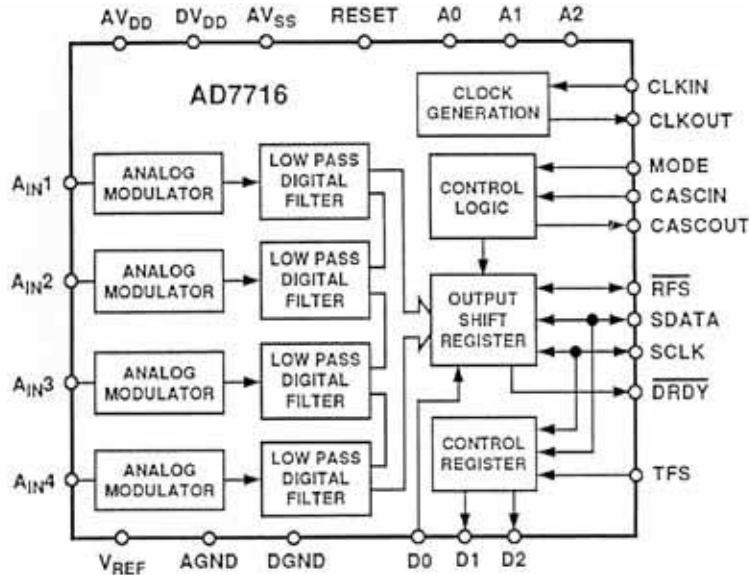 AVDD DVDD AVSS RESET A0 A1 A2
AD7716
CLOCK
GENERATION
CLKIN
CLKOUT
AIN1
ANALOG
MODULATOR
LOW PASS
DIGITAL
FILTER
CONTROL
LOGIC
MODE
CASCIN
CASCOUT
AIN2
ANALOG
MODULATOR
LOW PASS
DIGITAL
FILTER
OUTPUT
SHIFT
REGISTER
RFS
SDATA
SCLK
DRDY
AIN3
ANALOG
MODULATOR
LOW PASS
DIGITAL
FILTER
AIN4
ANALOG
MODULATOR
LOW PASS
DIGITAL
FILTER
CONTROL
REGISTER
TFS
VREF AGND DGND D0 D1 D2